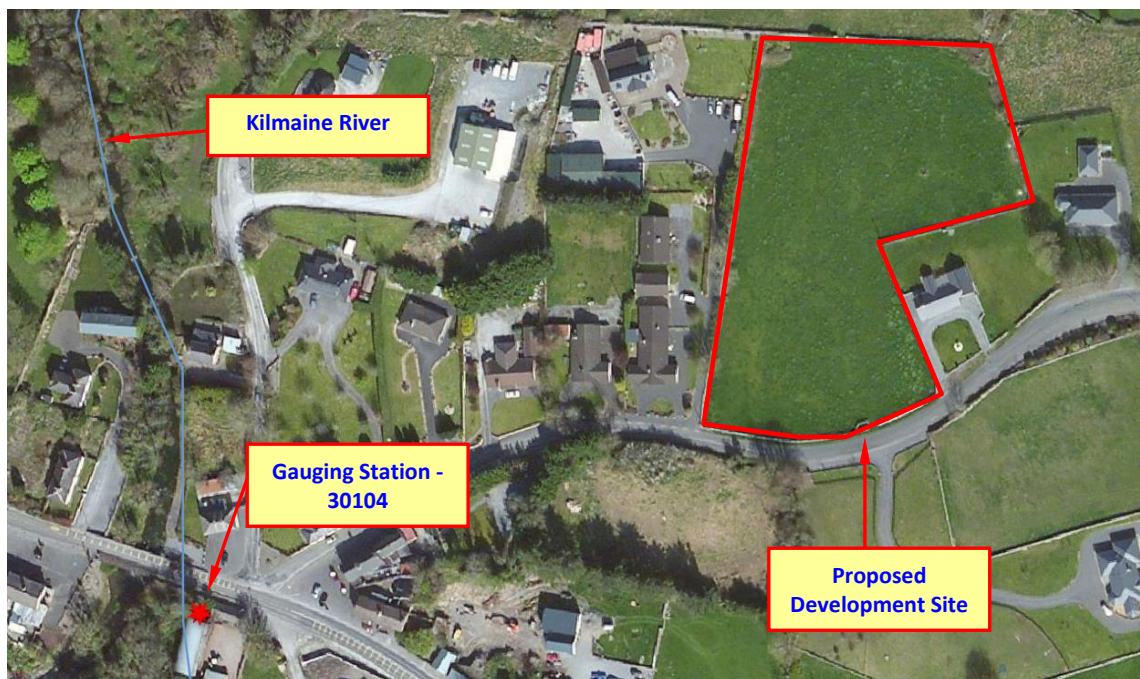 Kilmaine River
Gauging Station -
30104
Proposed
Development Site